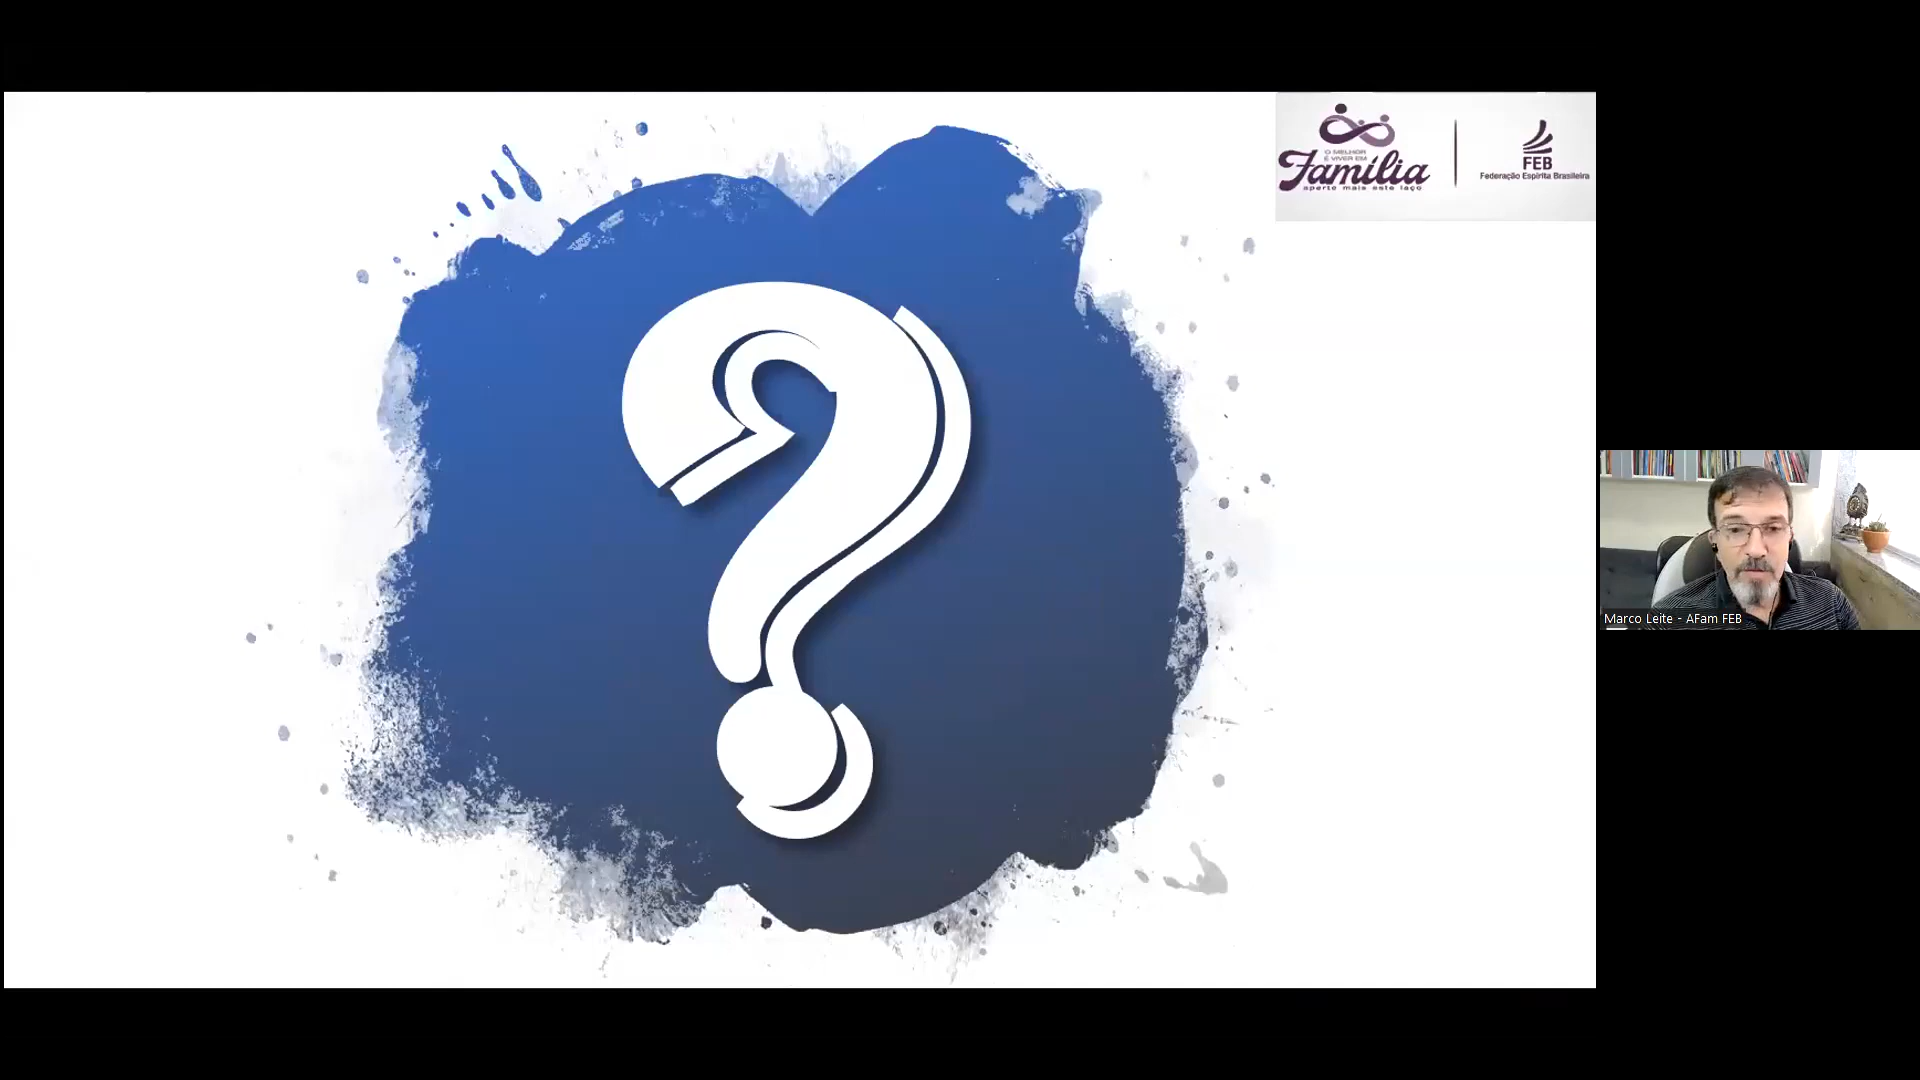 ?
O MELHOR
É VIVER EM
Família
aperte mais este laço
FEB
Federação Espírita Brasileira
Marco Leite - AFam FEB